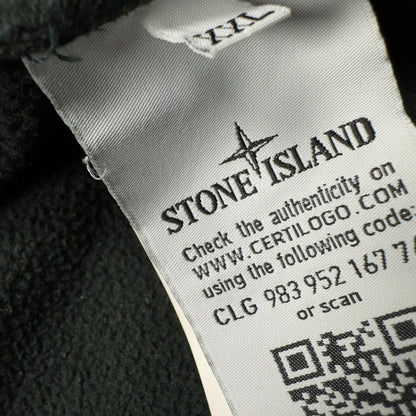 XXL
STONE ISLAND
Check the authenticity on
WWW.CERTILOGO.COM
using the following code:
CLG 983 952 167 7
or scan